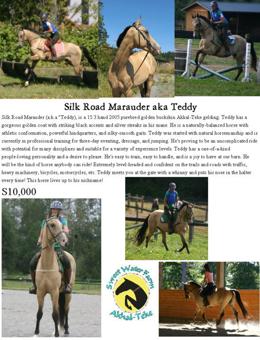 Silk Road Marauder aka Teddy
Silk Road Marauder (a.k.a "Teddy), is a 15.3 hand 2005 purebred golden buckskin Akhal-Teke gelding. Teddy has a
gorgeous golden coat with striking black accents and silver streaks in his mane. He is a naturally-balanced horse with
athletic conformation, powerful hindquarters, and silky-smooth gaits. Teddy was started with natural horsemanship and is
currently in professional training for three-day eventing, dressage, and jumping. He's proving to be an uncomplicated ride
with potential for many disciplines and suitable for a variety of experience levels. Teddy has a one-of-a-kind
people-loving personality and a desire to please. He's easy to train, easy to handle, and is a joy to have at our barn. He
will be the kind of horse anybody can ride! Extremely level-headed and confident on the trails and roads with traffic,
heavy machinery, bicycles, motorcycles, etc. Teddy meets you at the gate with a whinny and puts his nose in the halter
every time! This horse lives up to his nickname!
$10,000
Sweet Water Farm
Akhal-Teke